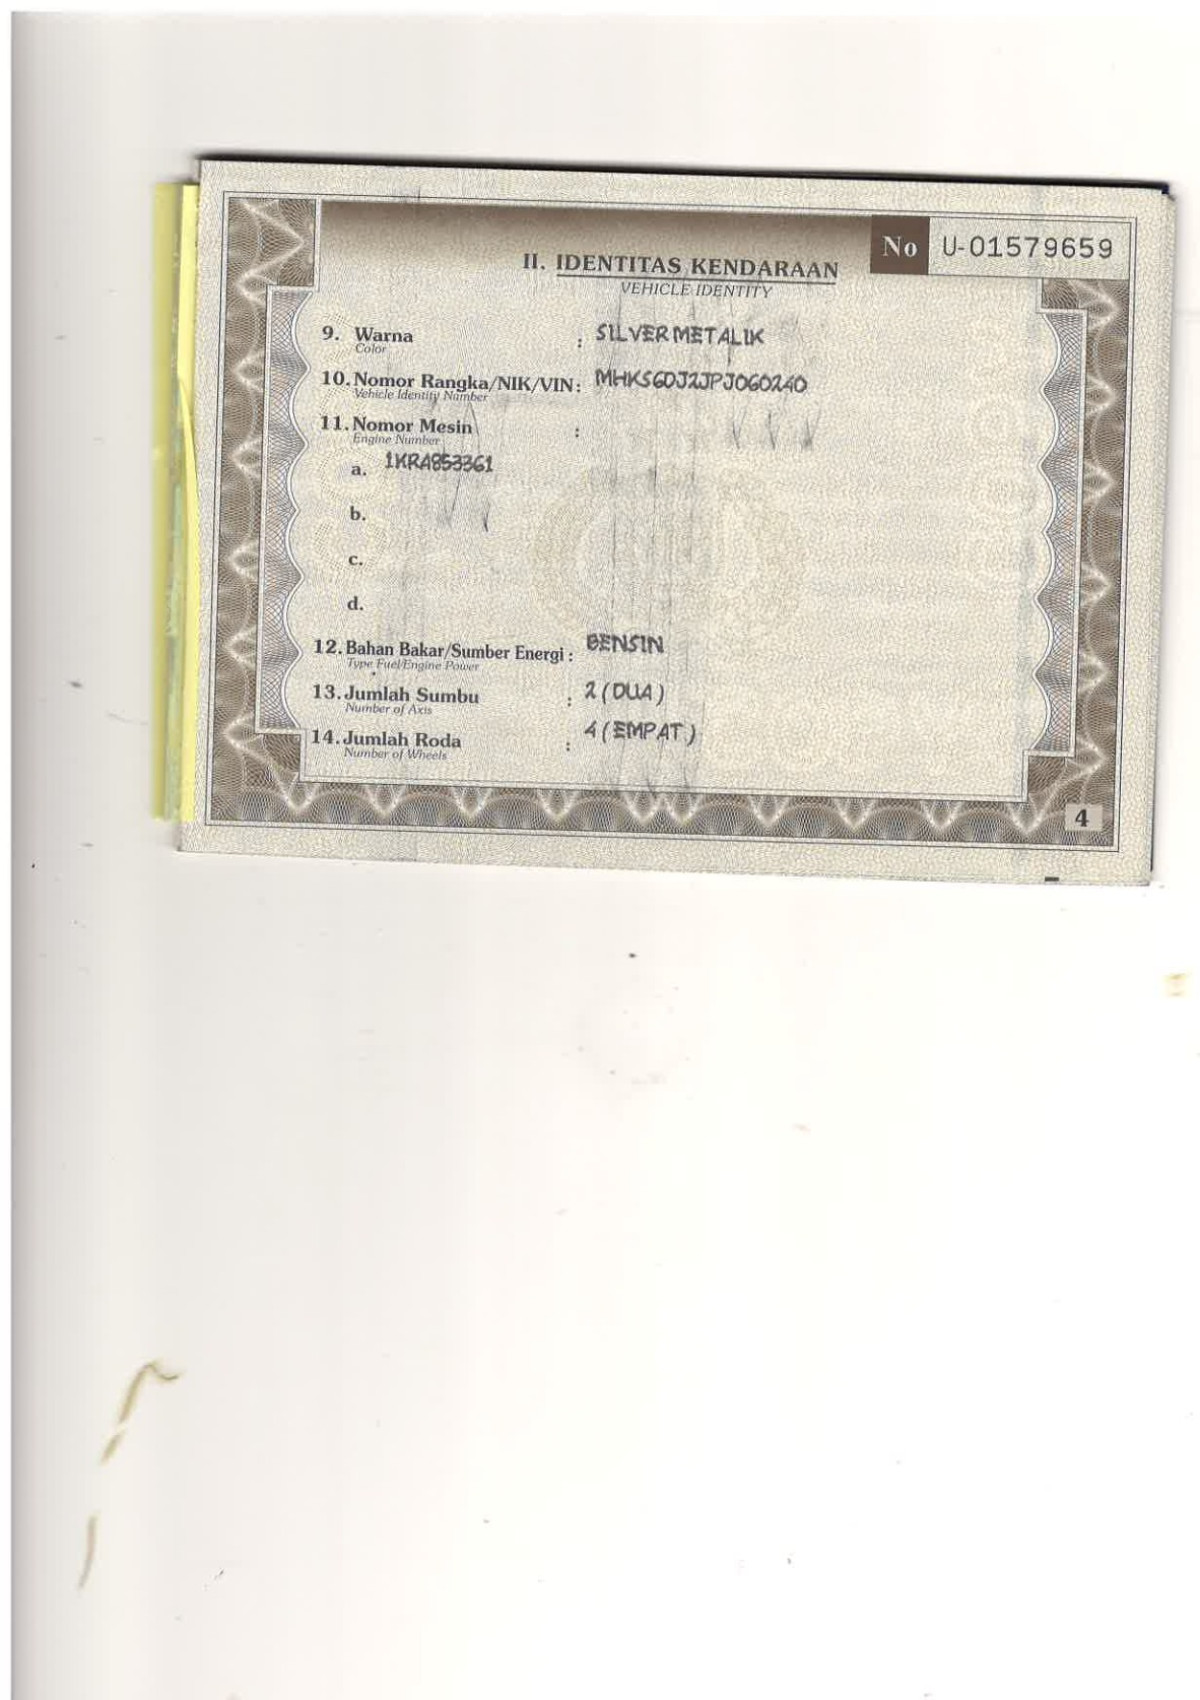 No U-01579659
II. IDENTITAS KENDARAAN
VEHICLE IDENTITY
9. Warna : SILVER METALIK
Color
10. Nomor Rangka/NIK/VIN: MHKS6DJ2JPJ060240
Vehicle Identity Number
11. Nomor Mesin :
Engine Number
a. 1KRA853361
b.
c.
d.
12. Bahan Bakar/Sumber Energi : BENSIN
Type Fuel/Engine Power
13. Jumlah Sumbu : 2 (DUA)
Number of Axis
14. Jumlah Roda : 4 (EMPAT)
Number of Wheels
4